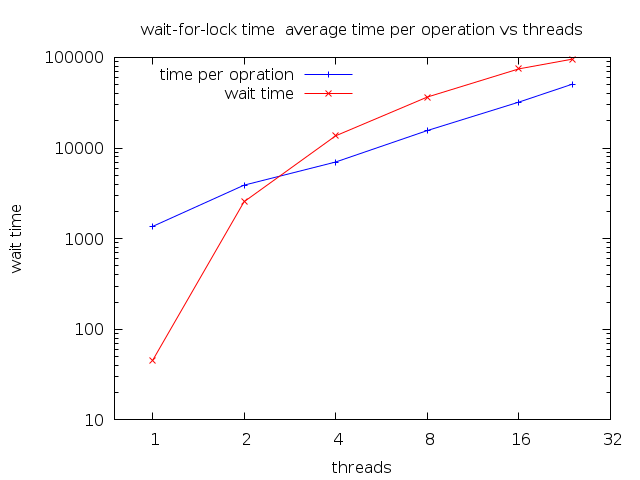 wait-for-lock time  average time per operation vs threads
100000
10000
1000
100
10
time per opration
wait time
wait time
1 2 4 8 16 32
threads